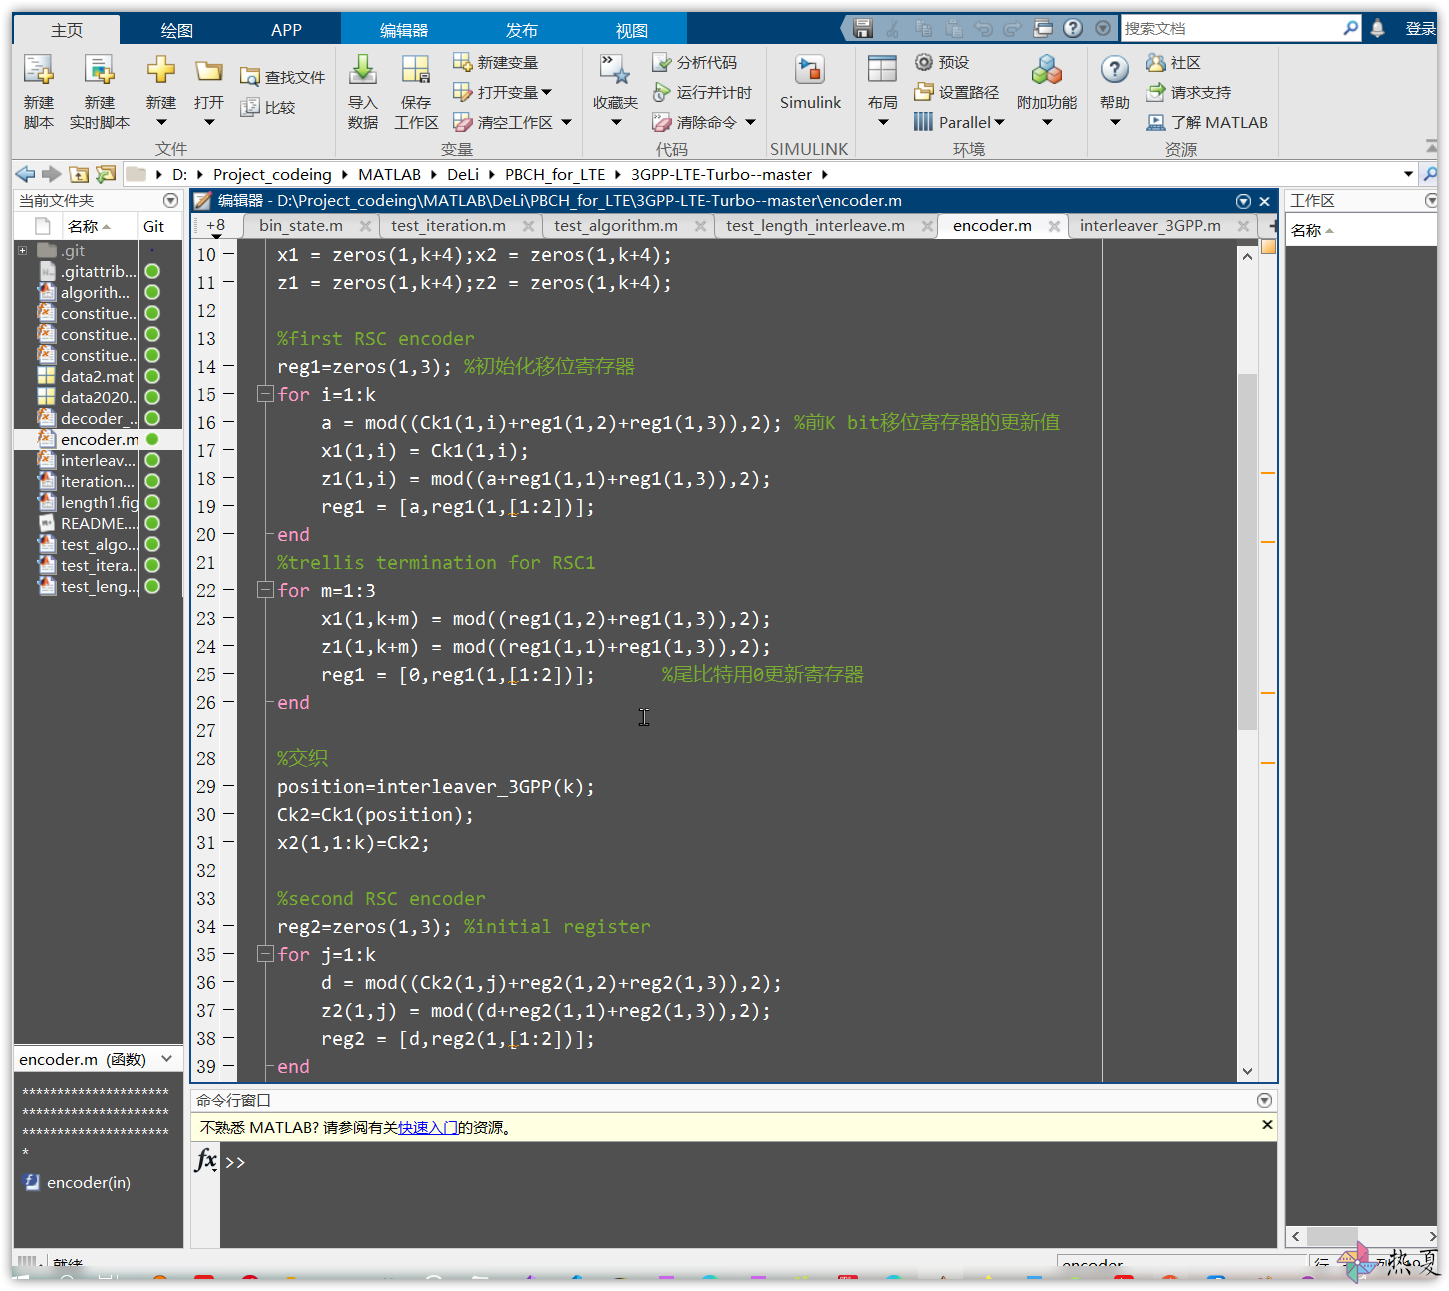 主页 绘图 APP 编辑器 发布 视图 搜索文档 登录
新建 脚本 新建 实时脚本 新建 打开 查找文件 比较 导入 数据 保存 工作区 新建变量 打开变量 清空工作区 收藏夹 分析代码 运行并计时 清除命令 Simulink 布局 预设 设置路径 Parallel 附加功能 帮助 社区 请求支持 了解 MATLAB
文件 变量 代码 SIMULINK 环境 资源
D: Project_codeing MATLAB DeLi PBCH_for_LTE 3GPP-LTE-Turbo--master
当前文件夹
名称 Git
.git
.gitattrib...
algorith...
constitue...
constitue...
constitue...
data2.mat
data2020...
decoder_...
encoder.m
interleav...
iteration...
length1.fig
README....
test_algo...
test_itera...
test_leng...
encoder.m (函数)
*********************
*********************
*********************
*
encoder(in)
编辑器 - D:\Project_codeing\MATLAB\DeLi\PBCH_for_LTE\3GPP-LTE-Turbo--master\encoder.m
+8 bin_state.m test_iteration.m test_algorithm.m test_length_interleave.m encoder.m interleaver_3GPP.m
10 x1 = zeros(1,k+4);x2 = zeros(1,k+4);
11 z1 = zeros(1,k+4);z2 = zeros(1,k+4);
12
13 %first RSC encoder
14 reg1=zeros(1,3); %初始化移位寄存器
15 for i=1:k
16 a = mod((Ck1(1,i)+reg1(1,2)+reg1(1,3)),2); %前K bit移位寄存器的更新值
17 x1(1,i) = Ck1(1,i);
18 z1(1,i) = mod((a+reg1(1,1)+reg1(1,3)),2);
19 reg1 = [a,reg1(1,[1:2])];
20 end
21 %trellis termination for RSC1
22 for m=1:3
23 x1(1,k+m) = mod((reg1(1,2)+reg1(1,3)),2);
24 z1(1,k+m) = mod((reg1(1,1)+reg1(1,3)),2);
25 reg1 = [0,reg1(1,[1:2])]; %尾比特用0更新寄存器
26 end
27
28 %交织
29 position=interleaver_3GPP(k);
30 Ck2=Ck1(position);
31 x2(1,1:k)=Ck2;
32
33 %second RSC encoder
34 reg2=zeros(1,3); %initial register
35 for j=1:k
36 d = mod((Ck2(1,j)+reg2(1,2)+reg2(1,3)),2);
37 z2(1,j) = mod((d+reg2(1,1)+reg2(1,3)),2);
38 reg2 = [d,reg2(1,[1:2])];
39 end
命令行窗口
不熟悉 MATLAB? 请参阅有关快速入门的资源。
fx >>
工作区
名称
就绪
encoder
行
列
热夏